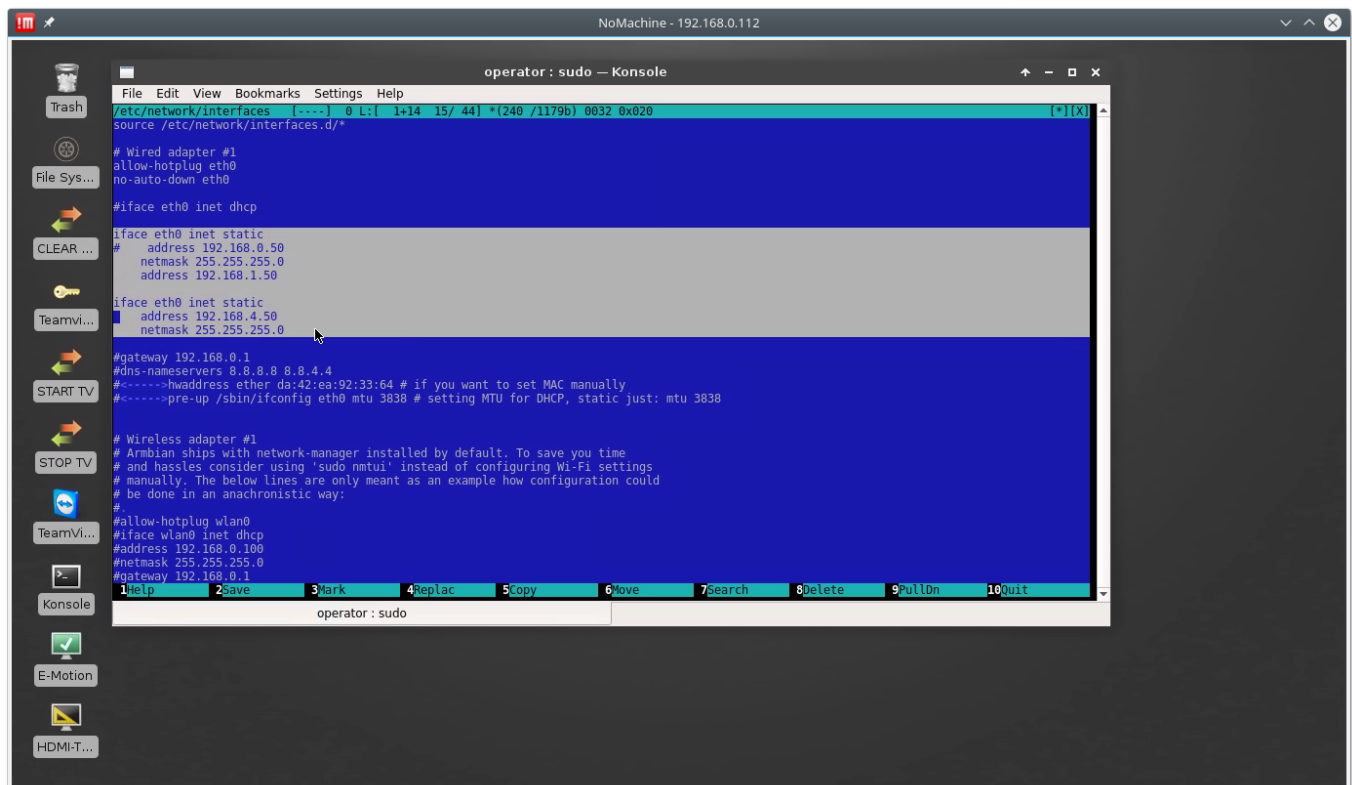 NoMachine - 192.168.0.112
Trash
File Sys...
CLEAR ...
Teamvi...
START TV
STOP TV
TeamVi...
Konsole
E-Motion
HDMI-T...
operator : sudo — Konsole
File Edit View Bookmarks Settings Help
/etc/network/interfaces [----] 0 L:[ 1+14 15/ 44] *(240 /1179b) 0032 0x020 [*][X]
source /etc/network/interfaces.d/*
# Wired adapter #1
allow-hotplug eth0
no-auto-down eth0
#iface eth0 inet dhcp
iface eth0 inet static
#    address 192.168.0.50
    netmask 255.255.255.0
    address 192.168.1.50
iface eth0 inet static
    address 192.168.4.50
    netmask 255.255.255.0
#gateway 192.168.0.1
#dns-nameservers 8.8.8.8 8.8.4.4
#<----->hwaddress ether da:42:ea:92:33:64 # if you want to set MAC manually
#<----->pre-up /sbin/ifconfig eth0 mtu 3838 # setting MTU for DHCP, static just: mtu 3838
# Wireless adapter #1
# Armbian ships with network-manager installed by default. To save you time
# and hassles consider using 'sudo nmtui' instead of configuring Wi-Fi settings
# manually. The below lines are only meant as an example how configuration could
# be done in an anachronistic way:
#.
#allow-hotplug wlan0
#iface wlan0 inet dhcp
#address 192.168.0.100
#netmask 255.255.255.0
#gateway 192.168.0.1
1Help 2Save 3Mark 4Replac 5Copy 6Move 7Search 8Delete 9PullDn 10Quit
operator : sudo